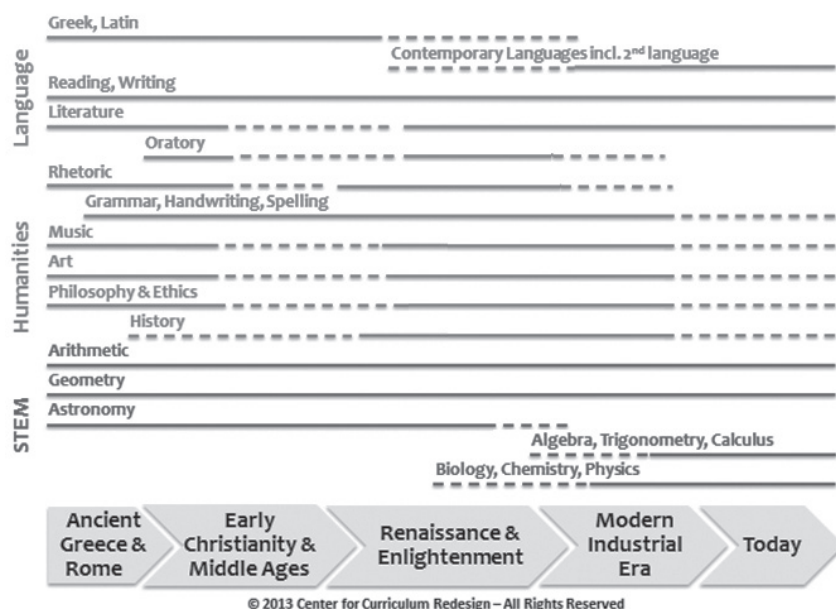 Greek, Latin
Contemporary Languages incl. 2nd language
Reading, Writing
Literature
Oratory
Rhetoric
Grammar, Handwriting, Spelling
Music
Art
Philosophy & Ethics
History
Arithmetic
Geometry
Astronomy
Algebra, Trigonometry, Calculus
Biology, Chemistry, Physics
Language
Humanities
STEM
Ancient
Greece &
Rome
Early
Christianity &
Middle Ages
Renaissance &
Enlightenment
Modern
Industrial
Era
Today
© 2013 Center for Curriculum Redesign – All Rights Reserved